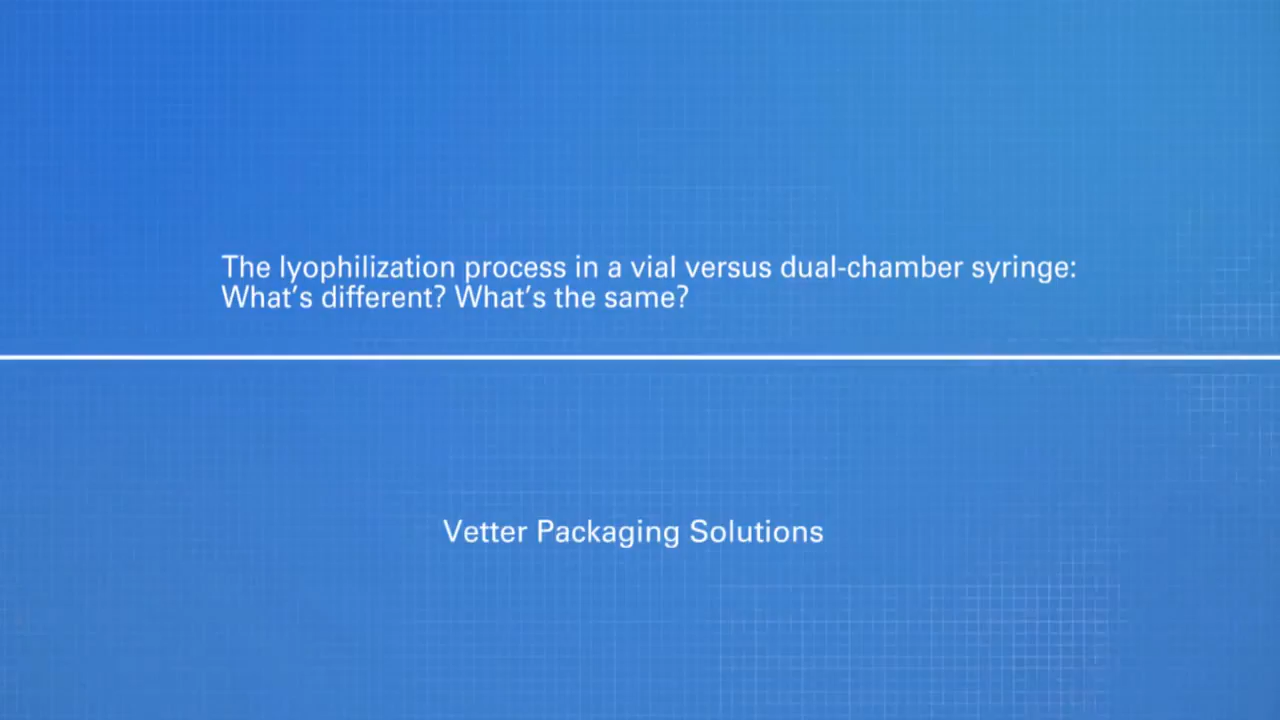 The lyophilization process in a vial versus dual-chamber syringe:
What’s different? What’s the same?
Vetter Packaging Solutions